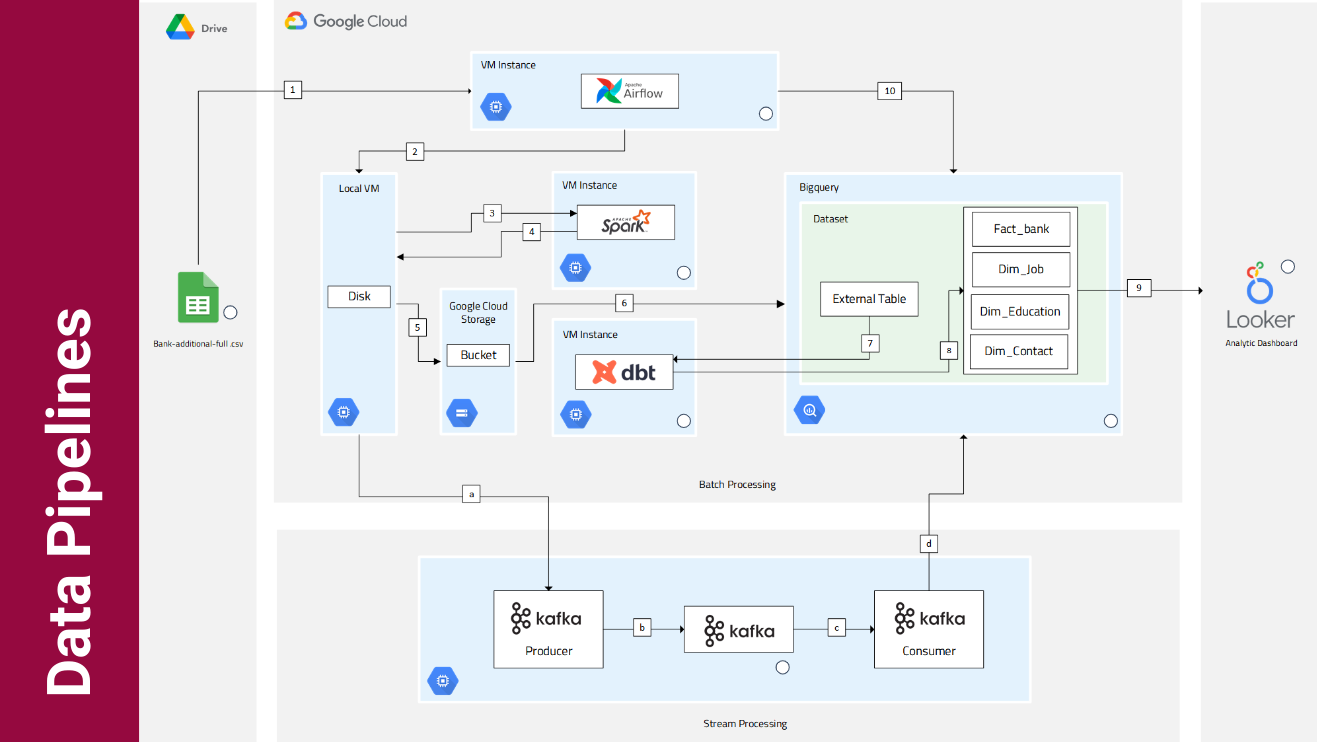 Data Pipelines
Drive
Bank-additional-full.csv
Google Cloud
VM Instance
Apache
Airflow
1
10
2
Local VM
Disk
VM Instance
APACHE
Spark
3
4
5
Google Cloud
Storage
Bucket
6
VM Instance
dbt
Bigquery
Dataset
External Table
7
8
Fact_bank
Dim_Job
Dim_Education
Dim_Contact
9
Looker
Analytic Dashboard
Batch Processing
a
d
kafka
Producer
b
kafka
c
kafka
Consumer
Stream Processing